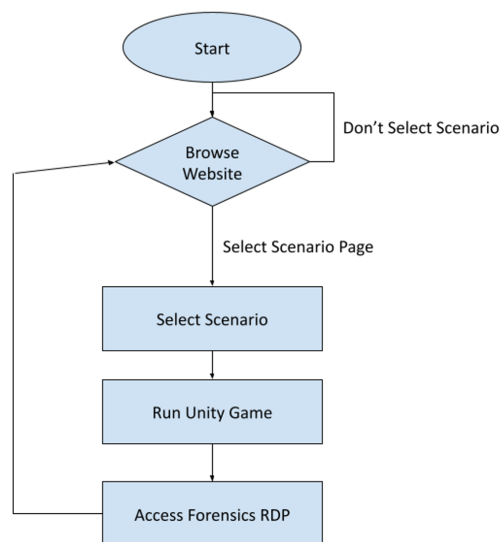 Start
Don’t Select Scenario
Browse
Website
Select Scenario Page
Select Scenario
Run Unity Game
Access Forensics RDP